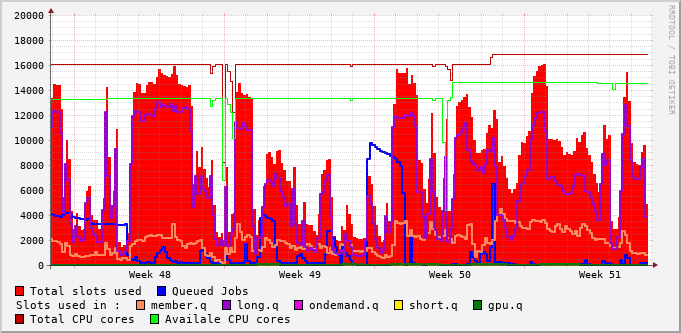 20000
18000
16000
14000
12000
10000
8000
6000
4000
2000
0
Week 48 Week 49 Week 50 Week 51
Total slots used Queued Jobs
Slots used in : member.q long.q ondemand.q short.q gpu.q
Total CPU cores Availale CPU cores
RRDTOOL / TOBI OETIKER